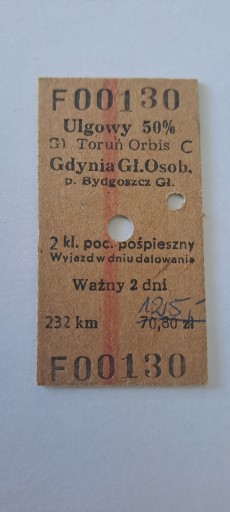 F00130
Ulgowy 50%
G) Toruń Orbis C
Gdynia Gł.Osob.
p. Bydgoszcz Gł.
2 kl. poc. pośpieszny
Wyjazd w dniu datowania
Ważny 2 dni
125,-
232 km 70,80 zł
F00130